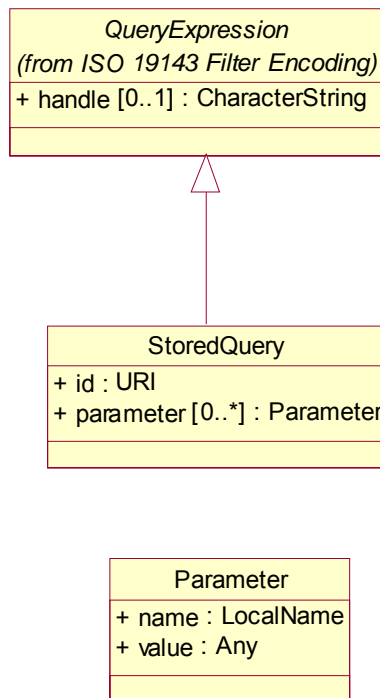 QueryExpression
(from ISO 19143 Filter Encoding)
+ handle [0..1] : CharacterString
StoredQuery
+ id : URI
+ parameter [0..*] : Parameter
Parameter
+ name : LocalName
+ value : Any